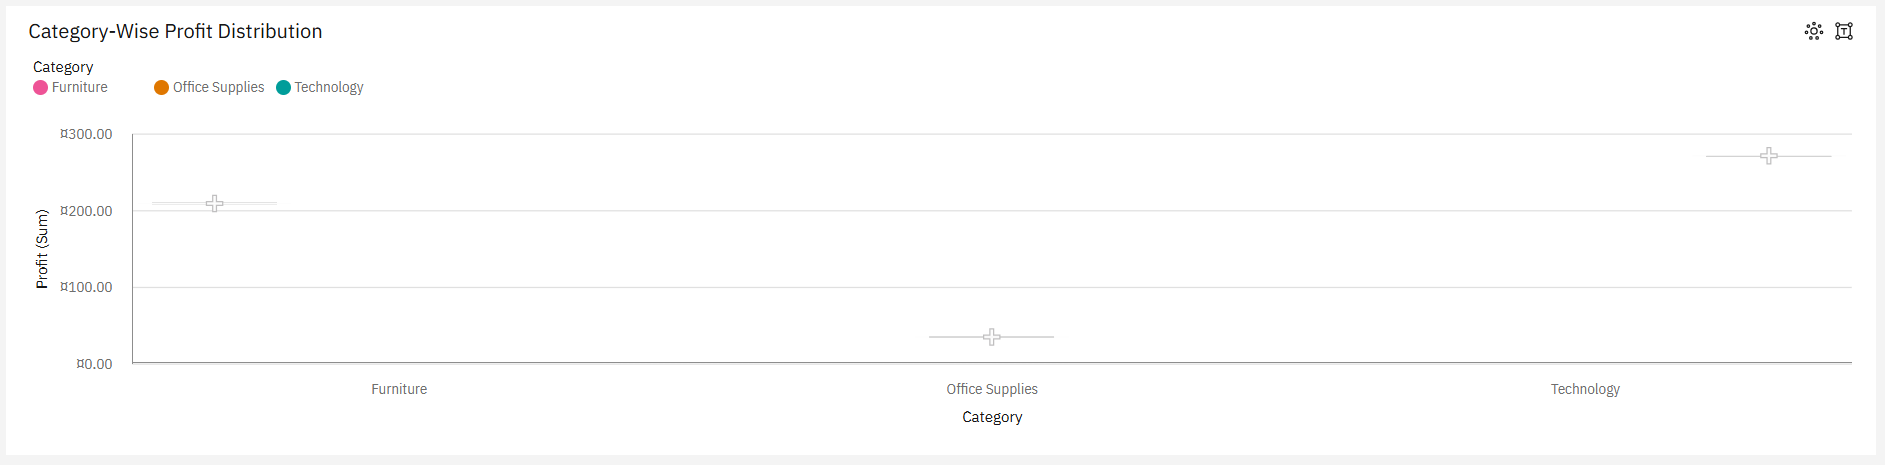 Category-Wise Profit Distribution
Category
Furniture Office Supplies Technology
¤300.00
¤200.00
¤100.00
¤0.00
Profit (Sum)
Furniture Office Supplies Technology
Category